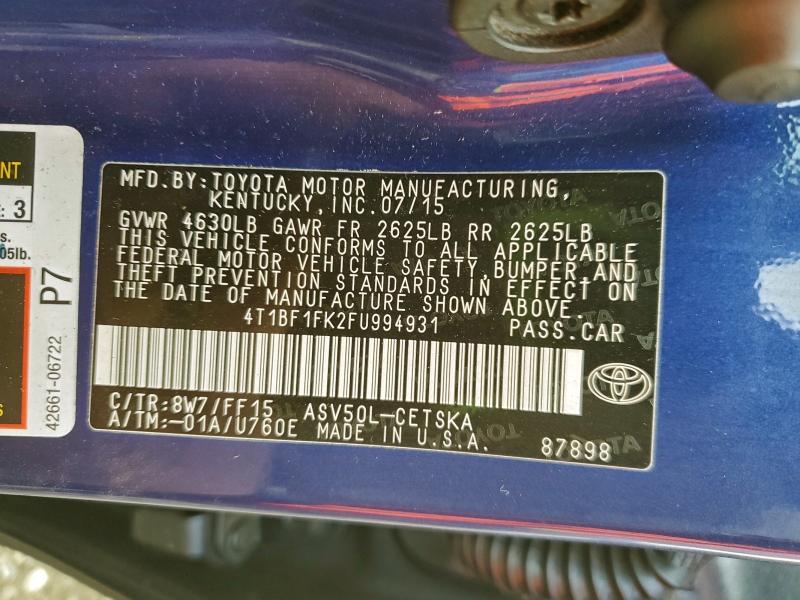 MFD.BY:TOYOTA MOTOR MANUFACTURING,
KENTUCKY, INC.07/15
GVWR 4630LB GAWR FR 2625LB RR 2625LB
THIS VEHICLE CONFORMS TO ALL APPLICABLE
FEDERAL MOTOR VEHICLE SAFETY, BUMPER, AND
THEFT PREVENTION STANDARDS IN EFFECT ON
THE DATE OF MANUFACTURE SHOWN ABOVE.
4T1BF1FK2FU994931 PASS.CAR
C/TR:8W7/FF15 ASV50L-CETSKA
A/TM:-01A/U760E MADE IN U.S.A. 87898
NT
: 3
s.
05lb.
P7
42661-06722
S